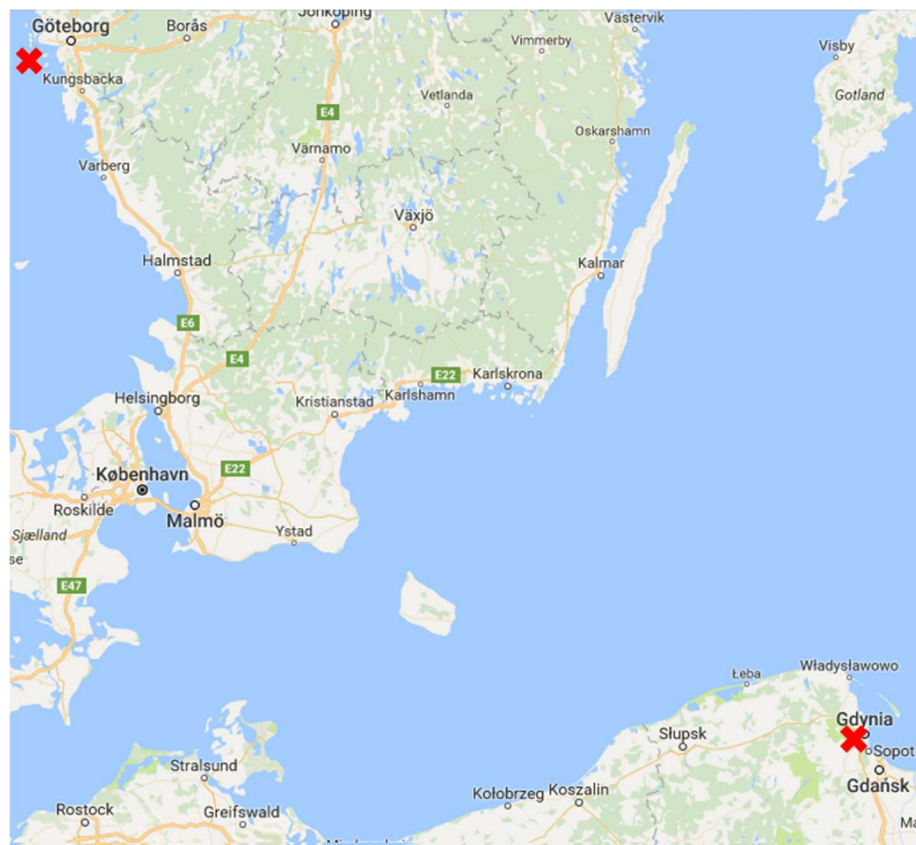 Jönköping
Västervik
Göteborg
Borås
Vimmerby
Visby
Kungsbacka
Vetlanda
Gotland
E4
Oskarshamn
Värnamo
Varberg
Växjö
Halmstad
Kalmar
E6
E4
E22
Karlskrona
Helsingborg
Kristianstad
Karlshamn
København
E22
Roskilde
Malmö
Sjælland
Ystad
se
E47
Władysławowo
Łeba
Gdynia
Słupsk
Sopot
Stralsund
Gdańsk
Kołobrzeg
Koszalin
Rostock
Greifswald
Ma